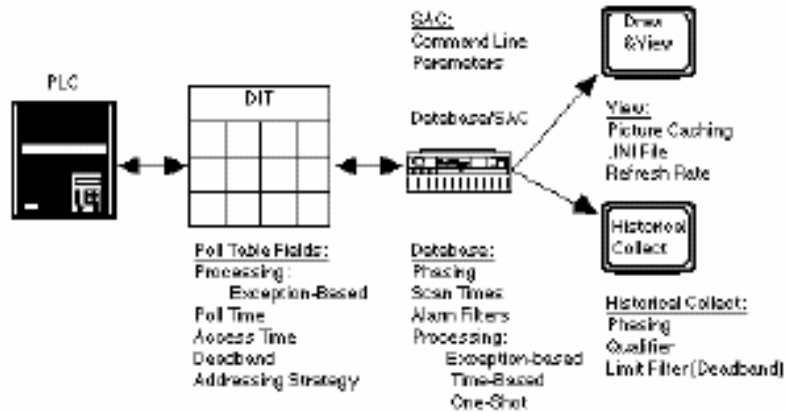 PLC
DIT
Poll Table Fields:
Processing:
Exception-Based
Poll Time
Access Time
Deadband
Addressing Strategy
SAC:
Command Line
Parameters
Database/SAC
Database:
Phasing
Scan Times
Alarm Filters
Processing:
Exception-based
Time-Based
One-Shot
Draw
&View
View:
Picture Caching
.INI File
Refresh Rate
Historical
Collect
Historical Collect:
Phasing
Qualifier
Limit Filter(Deadband)